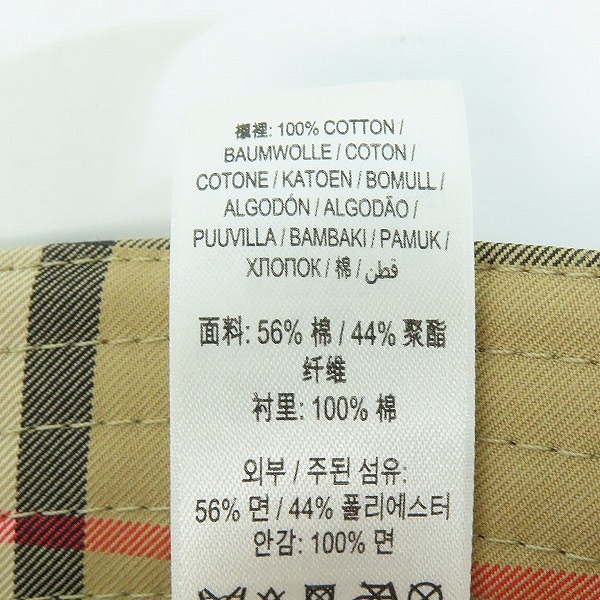 襯裡: 100% COTTON /
BAUMWOLLE / COTON /
COTONE / KATOEN / BOMULL /
ALGODÓN / ALGODÃO /
PUUVILLA / BAMBAKI / PAMUK /
ХЛОПОК / 棉 / قطن
面料: 56% 棉 / 44% 聚酯
纤维
衬里: 100% 棉
외부 / 주된 섬유:
56% 면 / 44% 폴리에스터
안감: 100% 면